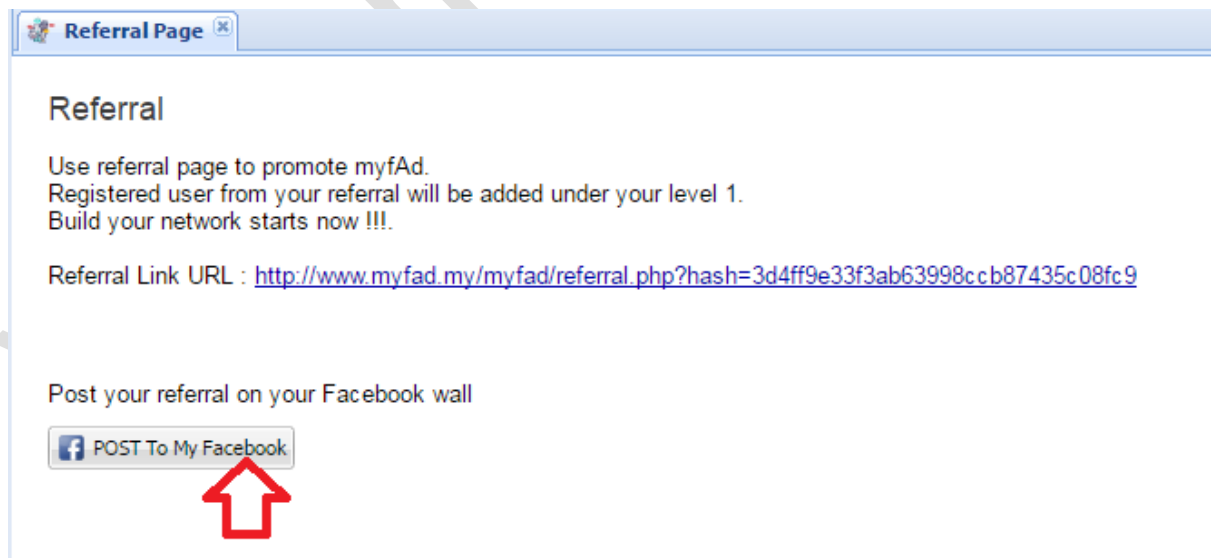 Referral Page
Referral
Use referral page to promote myfAd.
Registered user from your referral will be added under your level 1.
Build your network starts now !!!.
Referral Link URL : http://www.myfad.my/myfad/referral.php?hash=3d4ff9e33f3ab63998ccb87435c08fc9
Post your referral on your Facebook wall
POST To My Facebook